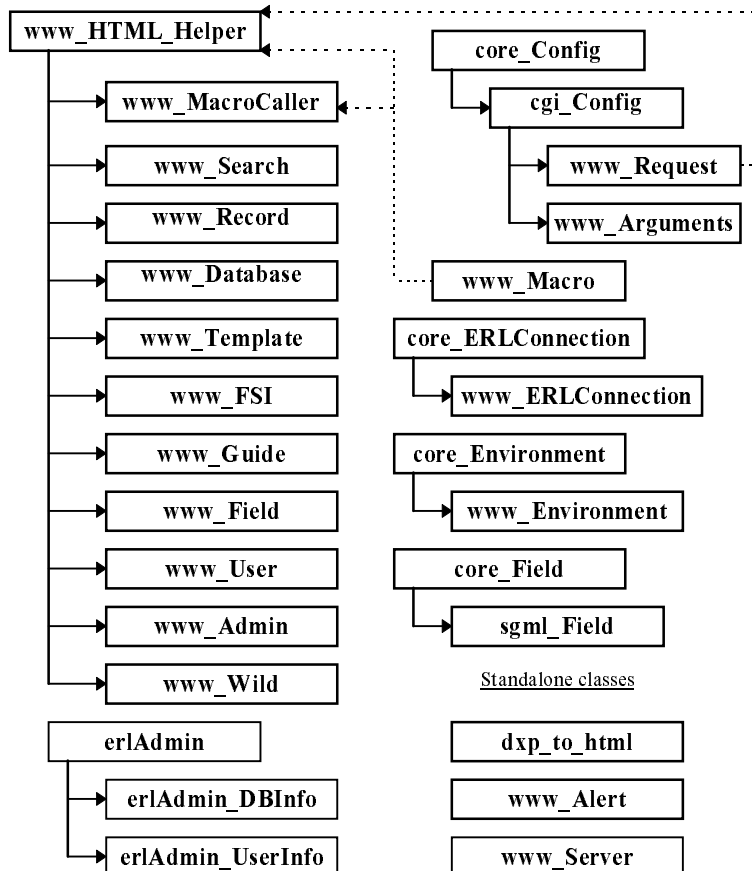 www_HTML_Helper
www_MacroCaller
www_Search
www_Record
www_Database
www_Template
www_FSI
www_Guide
www_Field
www_User
www_Admin
www_Wild
erlAdmin
erlAdmin_DBInfo
erlAdmin_UserInfo
core_Config
cgi_Config
www_Request
www_Arguments
www_Macro
core_ERLConnection
www_ERLConnection
core_Environment
www_Environment
core_Field
sgml_Field
Standalone classes
dxp_to_html
www_Alert
www_Server